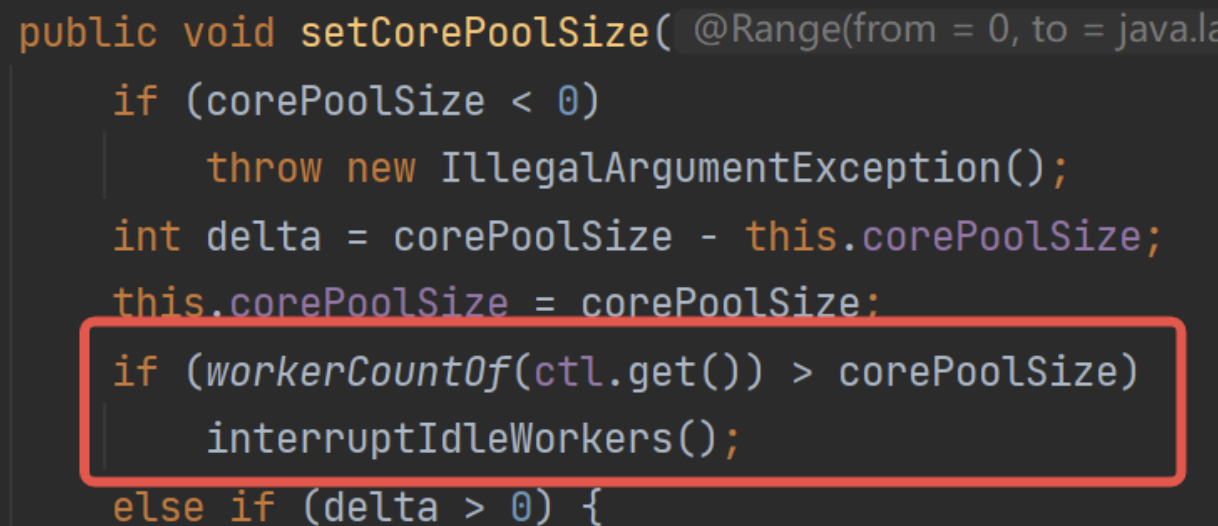 public void setCorePoolSize( @Range(from = 0, to = java.la
if (corePoolSize < 0)
throw new IllegalArgumentException();
int delta = corePoolSize - this.corePoolSize;
this.corePoolSize = corePoolSize;
if (workerCountOf(ctl.get()) > corePoolSize)
interruptIdleWorkers();
else if (delta > 0) {